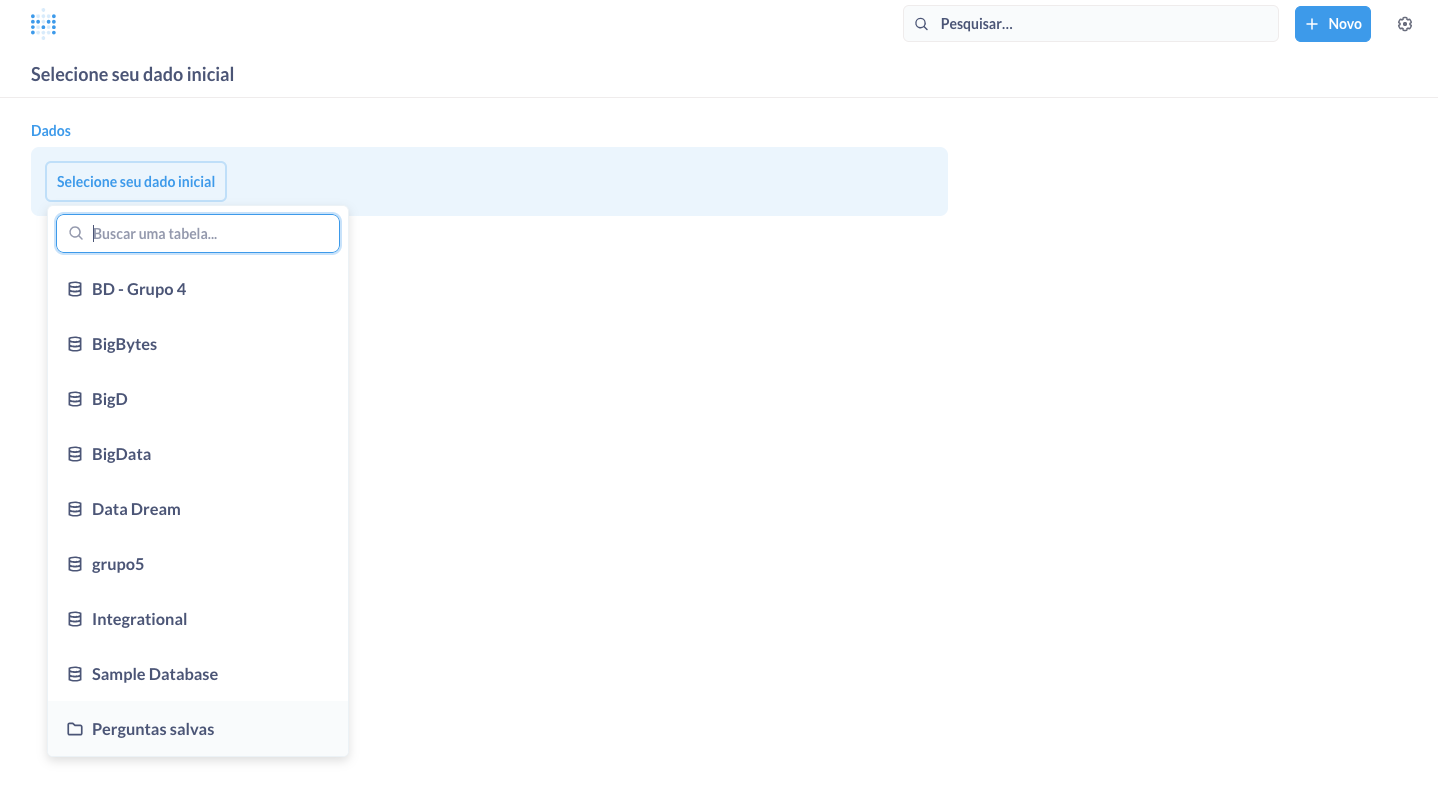 Pesquisar...
Novo
Selecione seu dado inicial
Dados
Selecione seu dado inicial
Buscar uma tabela...
BD - Grupo 4
BigBytes
BigD
BigData
Data Dream
grupo5
Integrational
Sample Database
Perguntas salvas